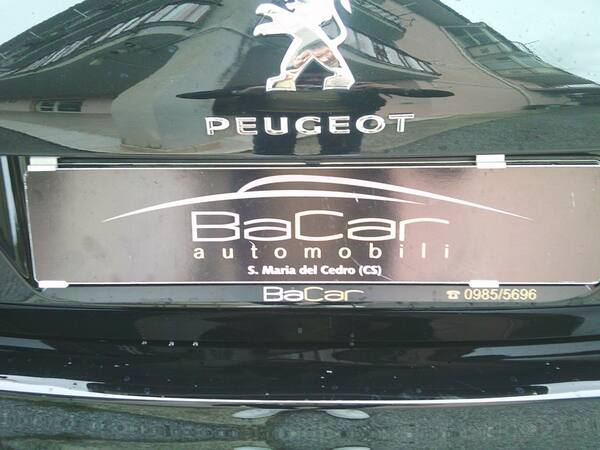 PEUGEOT
BaCar
automobili
S. Maria del Cedro (CS)
BaCar ☎ 0985/5696